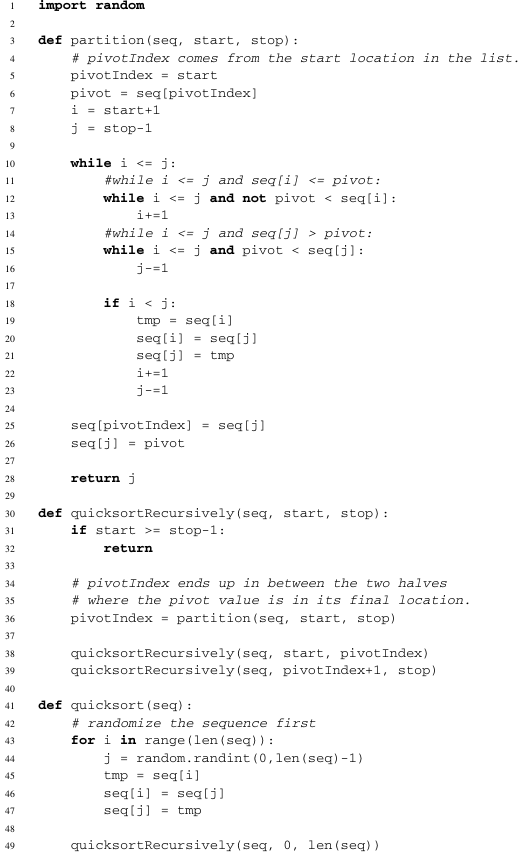 1 import random
2
3 def partition(seq, start, stop):
4     # pivotIndex comes from the start location in the list.
5     pivotIndex = start
6     pivot = seq[pivotIndex]
7     i = start+1
8     j = stop-1
9
10     while i <= j:
11         #while i <= j and seq[i] <= pivot:
12         while i <= j and not pivot < seq[i]:
13             i+=1
14         #while i <= j and seq[j] > pivot:
15         while i <= j and pivot < seq[j]:
16             j-=1
17
18         if i < j:
19             tmp = seq[i]
20             seq[i] = seq[j]
21             seq[j] = tmp
22             i+=1
23             j-=1
24
25     seq[pivotIndex] = seq[j]
26     seq[j] = pivot
27
28     return j
29
30 def quicksortRecursively(seq, start, stop):
31     if start >= stop-1:
32         return
33
34     # pivotIndex ends up in between the two halves
35     # where the pivot value is in its final location.
36     pivotIndex = partition(seq, start, stop)
37
38     quicksortRecursively(seq, start, pivotIndex)
39     quicksortRecursively(seq, pivotIndex+1, stop)
40
41 def quicksort(seq):
42     # randomize the sequence first
43     for i in range(len(seq)):
44         j = random.randint(0,len(seq)-1)
45         tmp = seq[i]
46         seq[i] = seq[j]
47         seq[j] = tmp
48
49     quicksortRecursively(seq, 0, len(seq))